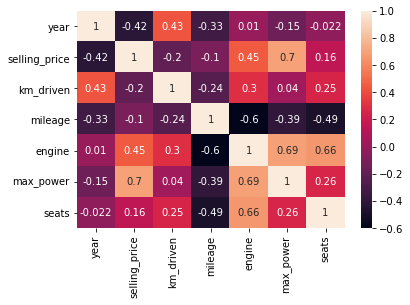 year 1 -0.42 0.43 -0.33 0.01 -0.15 -0.022
selling_price -0.42 1 -0.2 -0.1 0.45 0.7 0.16
km_driven 0.43 -0.2 1 -0.24 0.3 0.04 0.25
mileage -0.33 -0.1 -0.24 1 -0.6 -0.39 -0.49
engine 0.01 0.45 0.3 -0.6 1 0.69 0.66
max_power -0.15 0.7 0.04 -0.39 0.69 1 0.26
seats -0.022 0.16 0.25 -0.49 0.66 0.26 1
year selling_price km_driven mileage engine max_power seats
1.0
0.8
0.6
0.4
0.2
0.0
-0.2
-0.4
-0.6